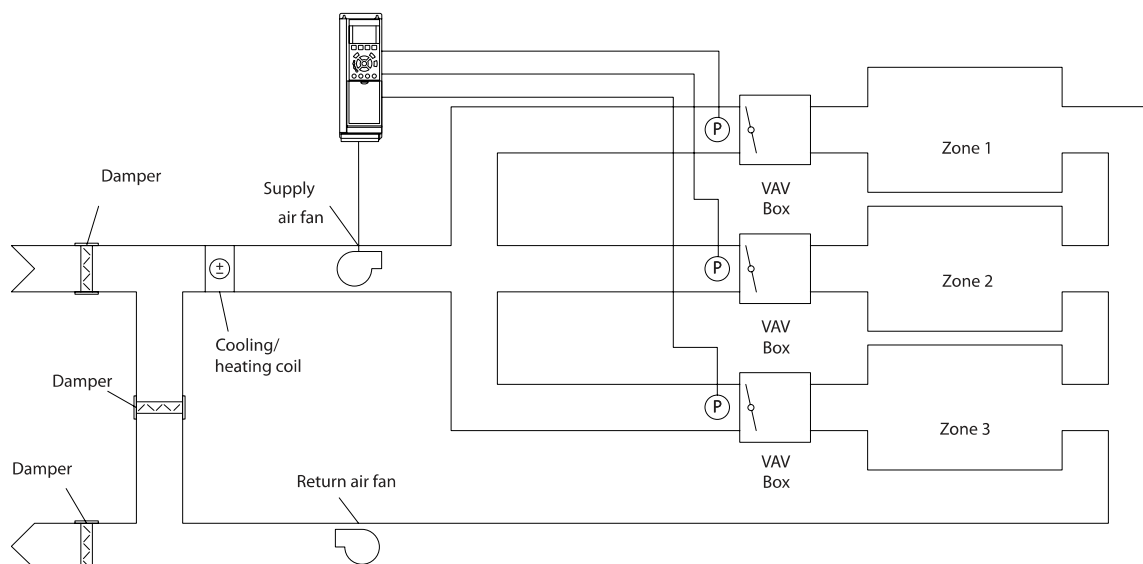 Damper
Supply
air fan
P
VAV
Box
Zone 1
±
Cooling/
heating coil
P
VAV
Box
Zone 2
Damper
P
VAV
Box
Zone 3
Damper
Return air fan